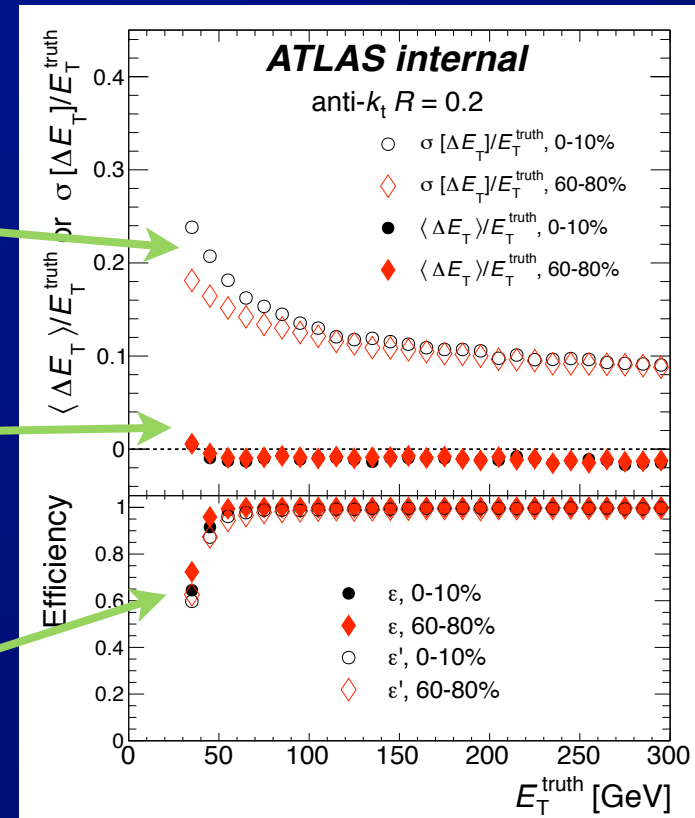 ATLAS internal
anti-kt R = 0.2
σ [ΔET]/ETtruth, 0-10%
σ [ΔET]/ETtruth, 60-80%
⟨ ΔET ⟩/ETtruth, 0-10%
⟨ ΔET ⟩/ETtruth, 60-80%
⟨ ΔET ⟩/ETtruth or σ [ΔET]/ETtruth
0.4
0.3
0.2
0.1
0
Efficiency
1
0.8
0.6
0.4
0.2
0
ε, 0-10%
ε, 60-80%
ε', 0-10%
ε', 60-80%
0 50 100 150 200 250 300
ETtruth [GeV]